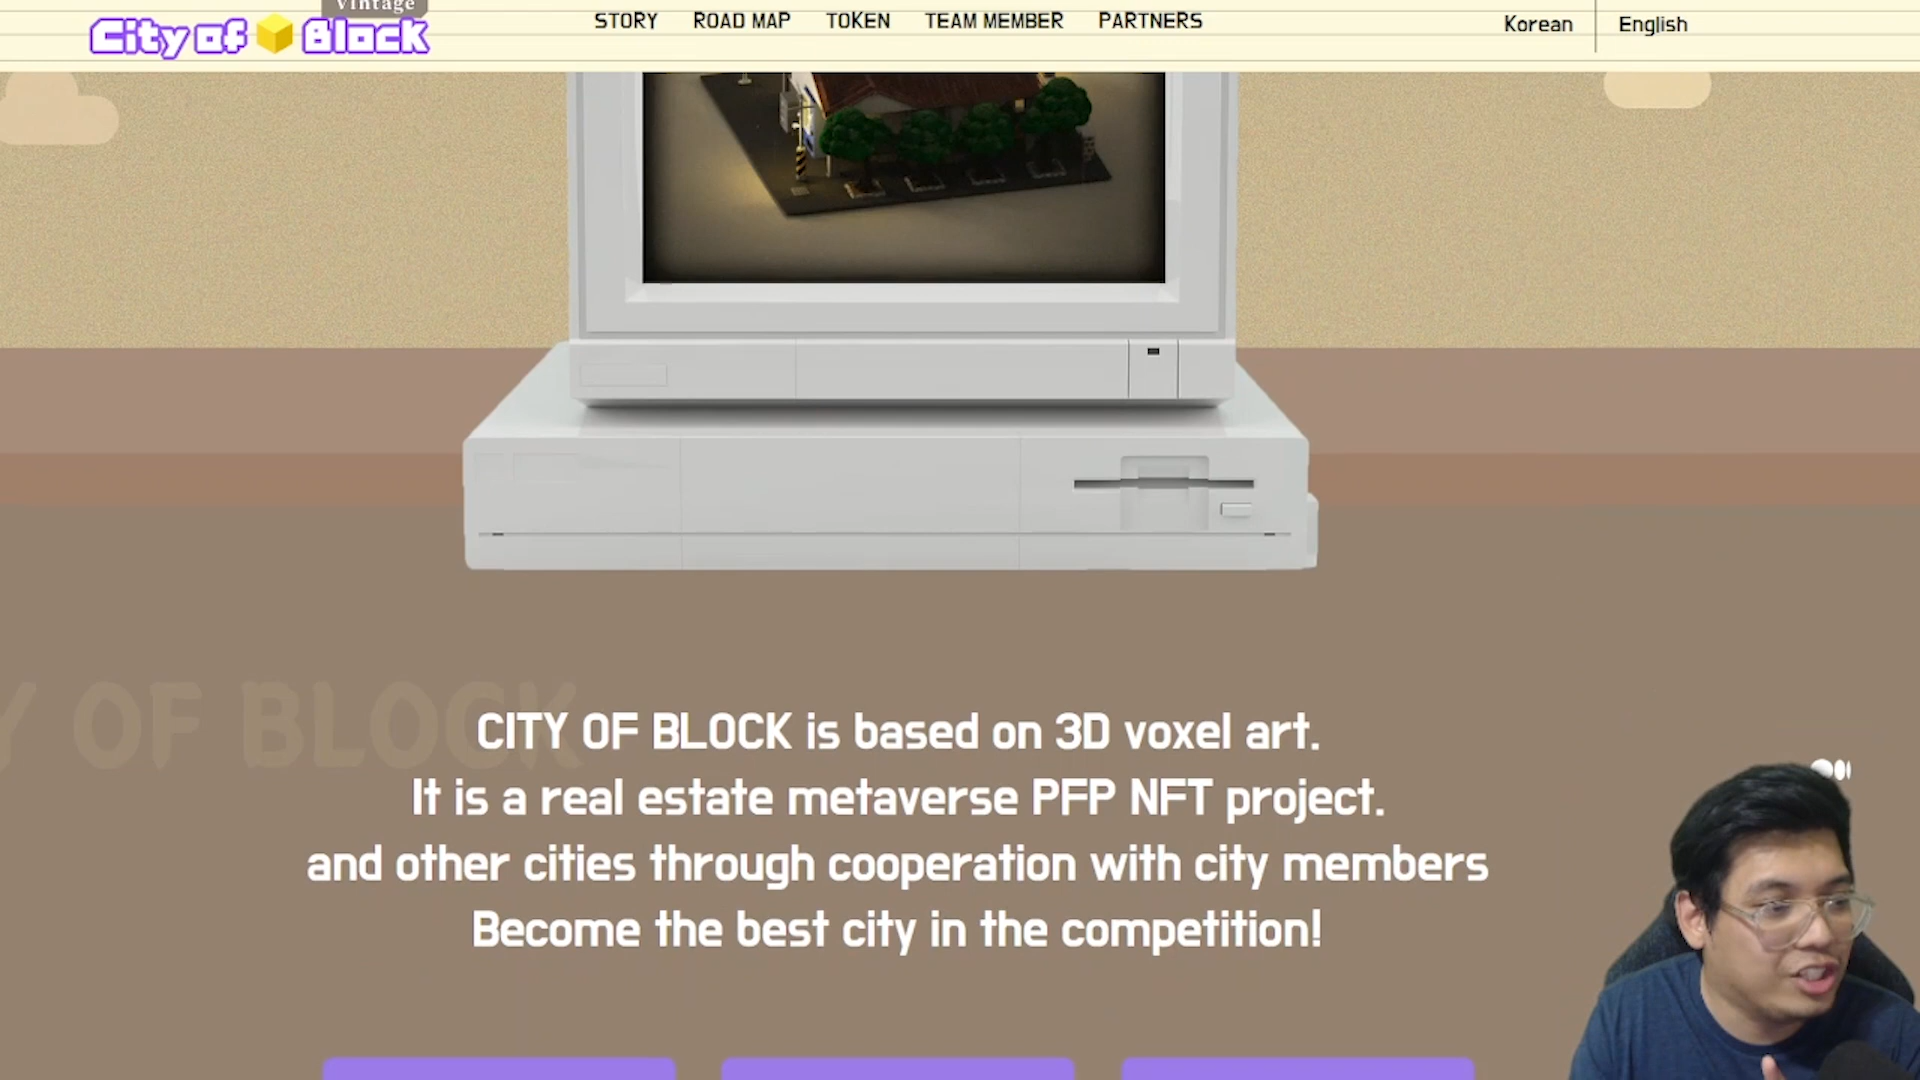 Vintage
City of Block
STORY
ROAD MAP
TOKEN
TEAM MEMBER
PARTNERS
Korean
English
Y OF BLOCK
CITY OF BLOCK is based on 3D voxel art.
It is a real estate metaverse PFP NFT project.
and other cities through cooperation with city members
Become the best city in the competition!